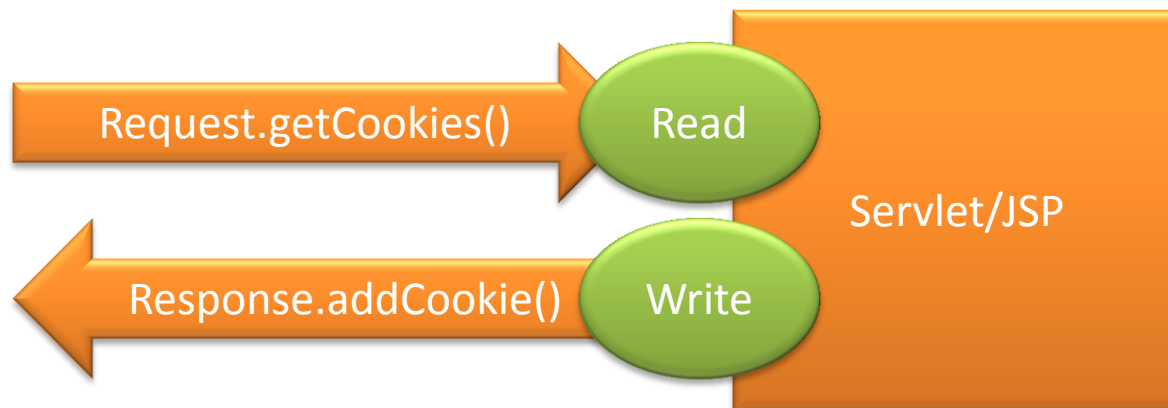 Request.getCookies()
Read
Servlet/JSP
Response.addCookie()
Write